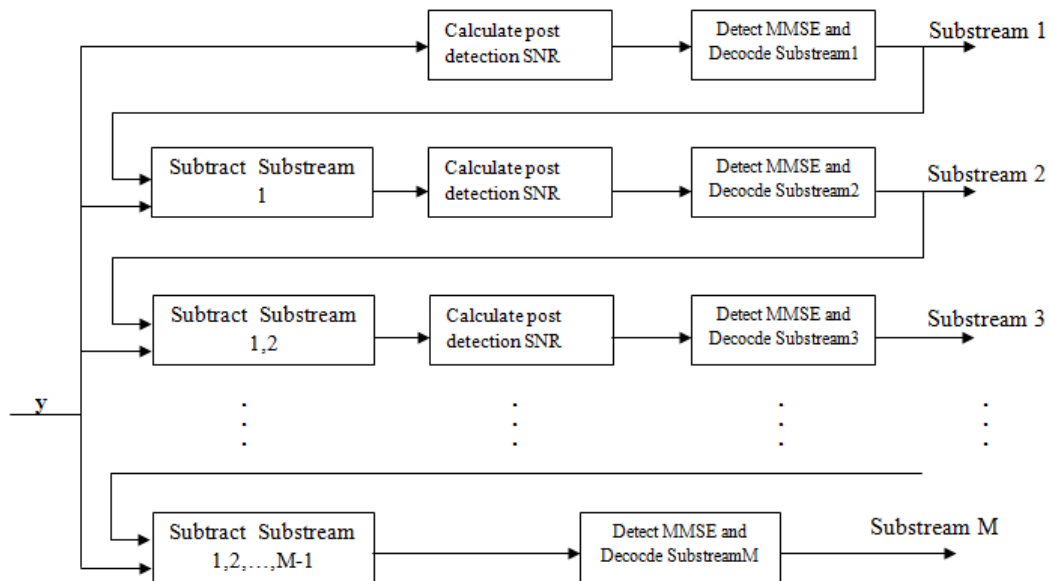 Calculate post
detection SNR
Detect MMSE and
Decocde Substream1
Substream 1
Subtract Substream
1
Calculate post
detection SNR
Detect MMSE and
Decocde Substream2
Substream 2
Subtract Substream
1,2
Calculate post
detection SNR
Detect MMSE and
Decocde Substream3
Substream 3
y
Subtract Substream
1,2,…,M-1
Detect MMSE and
Decocde SubstreamM
Substream M